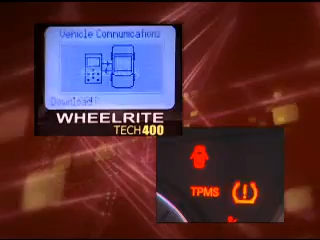 Vehicle Communications
Download
WHEELRITE
TECH400
TPMS